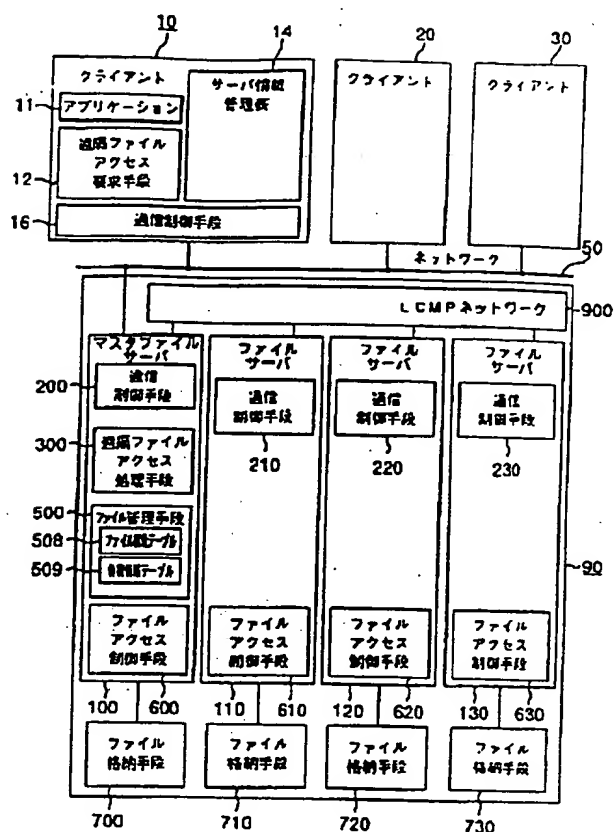 10
14
20
30
クライアント
サーバ情報
管理表
クライアント
クライアント
11
アプリケーション
12
遠隔ファイル
アクセス
要求手段
16
通信制御手段
ネットワーク
50
LCMPネットワーク
900
マスタファイル
サーバ
ファイル
サーバ
ファイル
サーバ
ファイル
サーバ
200
通信
制御手段
通信
制御手段
通信
制御手段
通信
制御手段
210
220
230
300
遠隔ファイル
アクセス
処理手段
500
ファイル管理手段
508
509
90
ファイル
アクセス
制御手段
ファイル
アクセス
制御手段
ファイル
アクセス
制御手段
ファイル
アクセス
制御手段
100
600
110
610
120
620
130
630
ファイル
格納手段
ファイル
格納手段
ファイル
格納手段
ファイル
格納手段
700
710
720
730